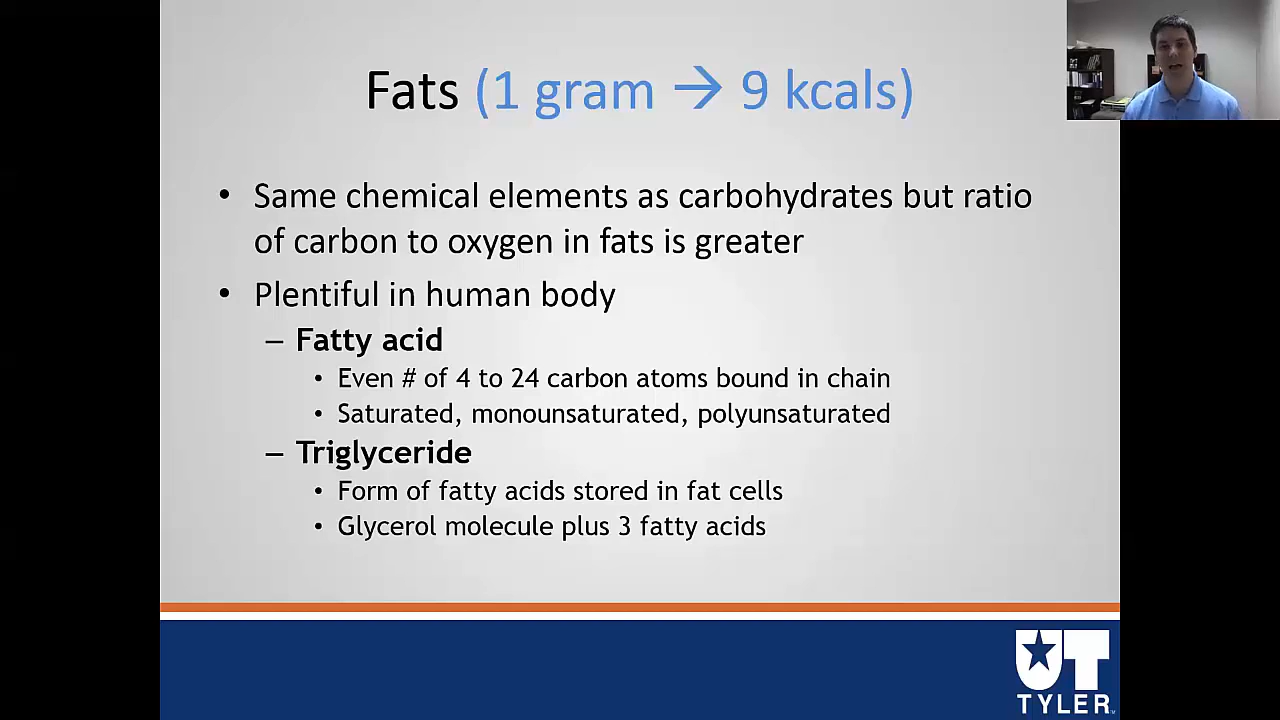 Fats (1 gram → 9 kcals)
• Same chemical elements as carbohydrates but ratio
of carbon to oxygen in fats is greater
• Plentiful in human body
– Fatty acid
• Even # of 4 to 24 carbon atoms bound in chain
• Saturated, monounsaturated, polyunsaturated
– Triglyceride
• Form of fatty acids stored in fat cells
• Glycerol molecule plus 3 fatty acids
UT
TYLER